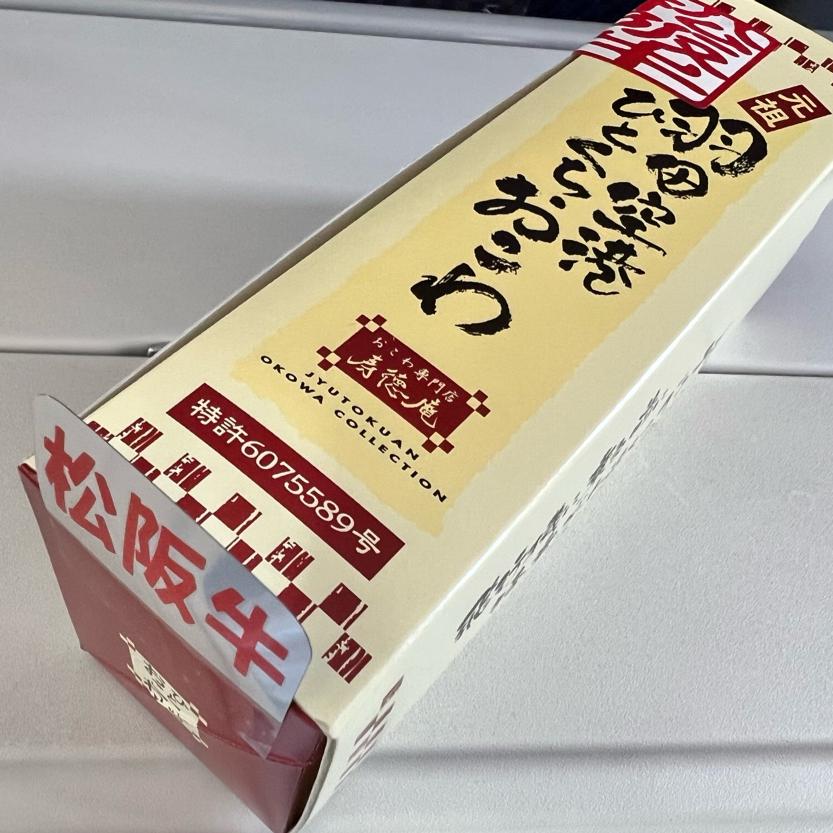 元祖
羽田空港
ひとくち
おこわ
おこわ専門店
寿徳庵
JYUTOKUAN
OKOWA COLLECTION
特許6075589号
松阪牛